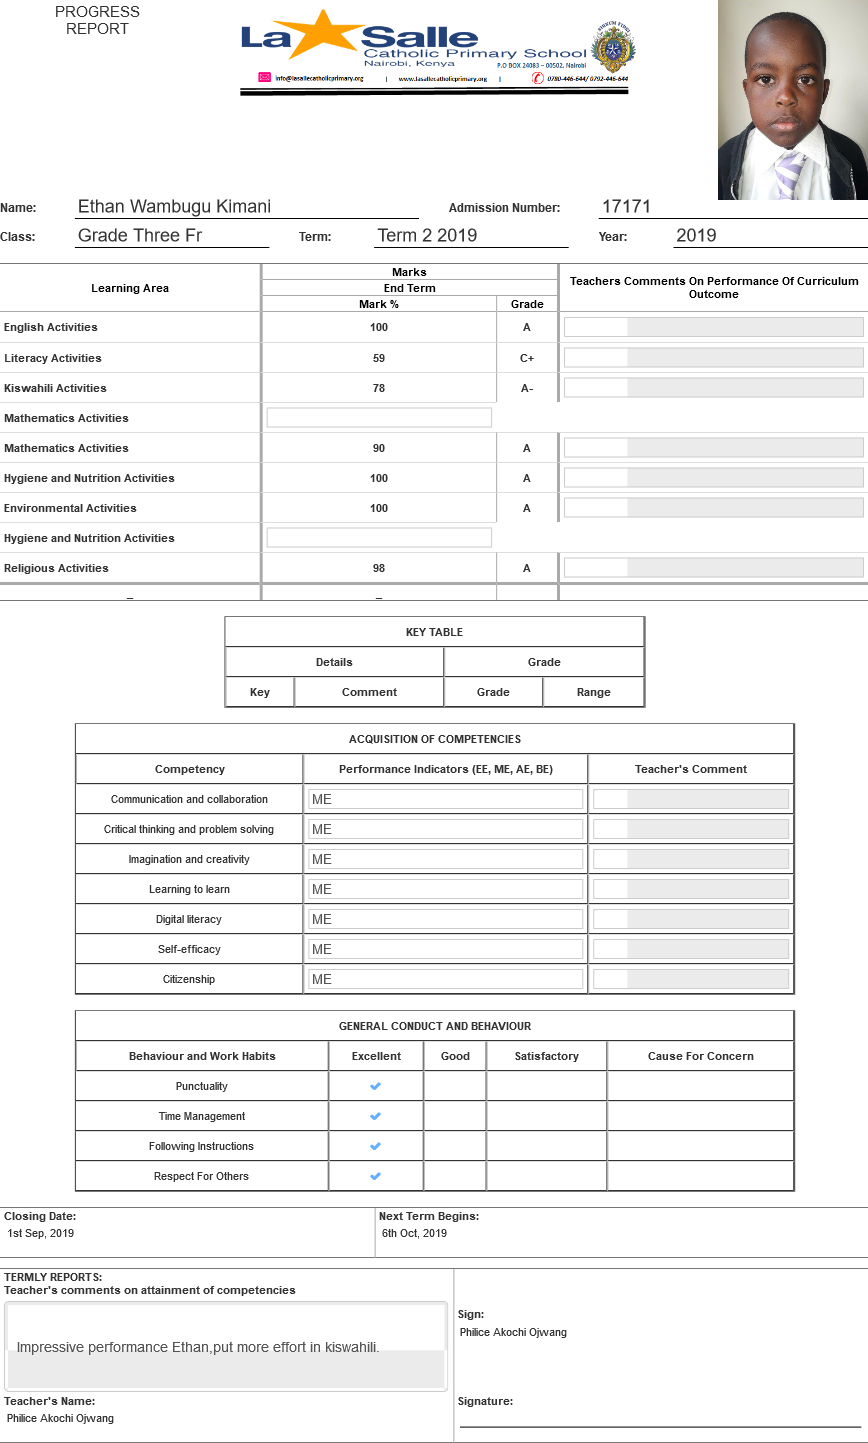 PROGRESS
REPORT
La Salle
Catholic Primary School
Nairobi, Kenya
P.O BOX 24083 – 00502, Nairobi
info@lasallecatholicprimary.org | www.lasallecatholicprimary.org | 0780-446-644/ 0792-446-644
Name: Ethan Wambugu Kimani Admission Number: 17171
Class: Grade Three Fr Term: Term 2 2019 Year: 2019
Learning Area Marks Teachers Comments On Performance Of Curriculum Outcome
End Term
Mark % Grade
English Activities 100 A
Literacy Activities 59 C+
Kiswahili Activities 78 A-
Mathematics Activities
Mathematics Activities 90 A
Hygiene and Nutrition Activities 100 A
Environmental Activities 100 A
Hygiene and Nutrition Activities
Religious Activities 98 A
_ _
KEY TABLE
Details Grade
Key Comment Grade Range
ACQUISITION OF COMPETENCIES
Competency Performance Indicators (EE, ME, AE, BE) Teacher's Comment
Communication and collaboration ME
Critical thinking and problem solving ME
Imagination and creativity ME
Learning to learn ME
Digital literacy ME
Self-efficacy ME
Citizenship ME
GENERAL CONDUCT AND BEHAVIOUR
Behaviour and Work Habits Excellent Good Satisfactory Cause For Concern
Punctuality ✔
Time Management ✔
Following Instructions ✔
Respect For Others ✔
Closing Date: Next Term Begins:
1st Sep, 2019 6th Oct, 2019
TERMLY REPORTS:
Teacher's comments on attainment of competencies
Impressive performance Ethan,put more effort in kiswahili.
Sign:
Philice Akochi Ojwang
Teacher's Name: Signature:
Philice Akochi Ojwang